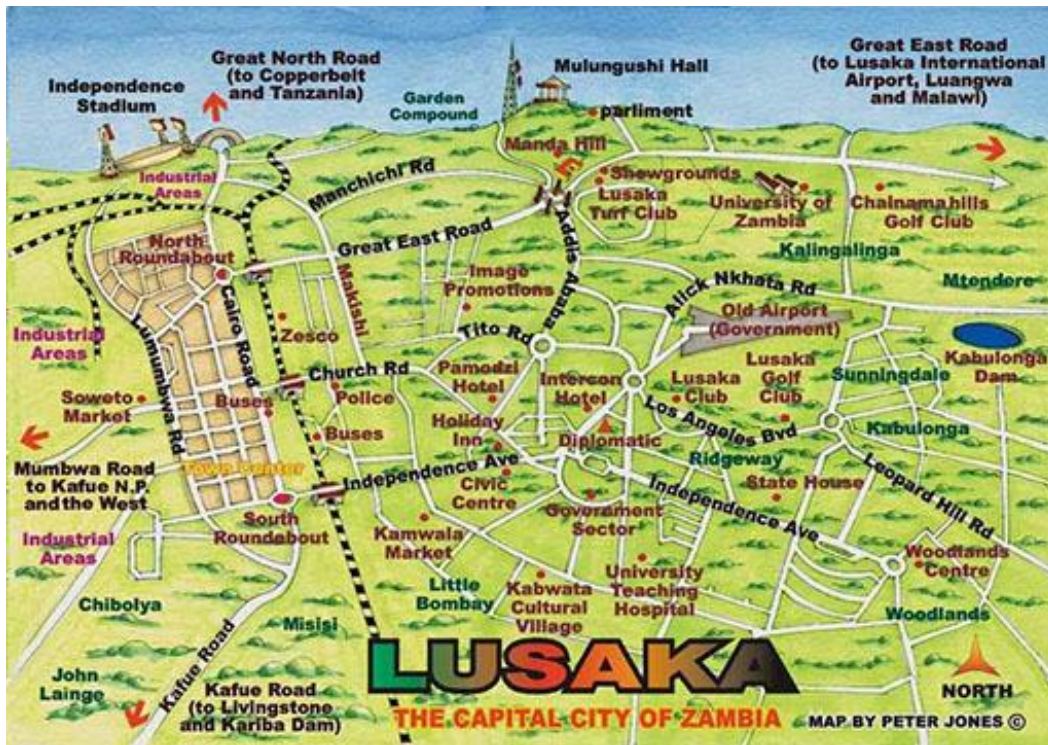 Great North Road
(to Copperbelt
and Tanzania)
Independence
Stadium
Garden
Compound
Mulungushi Hall
parliment
Great East Road
(to Lusaka International
Airport, Luangwa
and Malawi)
Industrial
Areas
Manchichi Rd
Manda Hill
Showgrounds
Lusaka
Turf Club
University of
Zambia
Chainamahills
Golf Club
North
Roundabout
Great East Road
Addis Ababa
Kalingalinga
Mtendere
Image
Promotions
Makishi
Alick Nkhata Rd
Old Airport
(Government)
Cairo Road
Zesco
Tito Rd
Industrial
Areas
Lumumbwa Rd
Church Rd
Pamodzi
Hotel
Intercon
Hotel
Lusaka
Club
Lusaka
Golf
Club
Sunningdale
Kabulonga
Dam
Soweto
Market
Buses
Police
Buses
Holiday
Inn
Diplomatic
Los Angeles Blvd
Kabulonga
Mumbwa Road
to Kafue N.P.
and the West
Town Center
Independence Ave
Civic
Centre
Ridgeway
State House
Leopard Hill Rd
Industrial
Areas
South
Roundabout
Kamwala
Market
Government
Sector
Independence Ave
Woodlands
Centre
Chibolya
Misisi
Little
Bombay
Kabwata
Cultural
Village
University
Teaching
Hospital
Woodlands
John
Lainge
Kafue Road
Kafue Road
(to Livingstone
and Kariba Dam)
LUSAKA
THE CAPITAL CITY OF ZAMBIA
NORTH
MAP BY PETER JONES ©